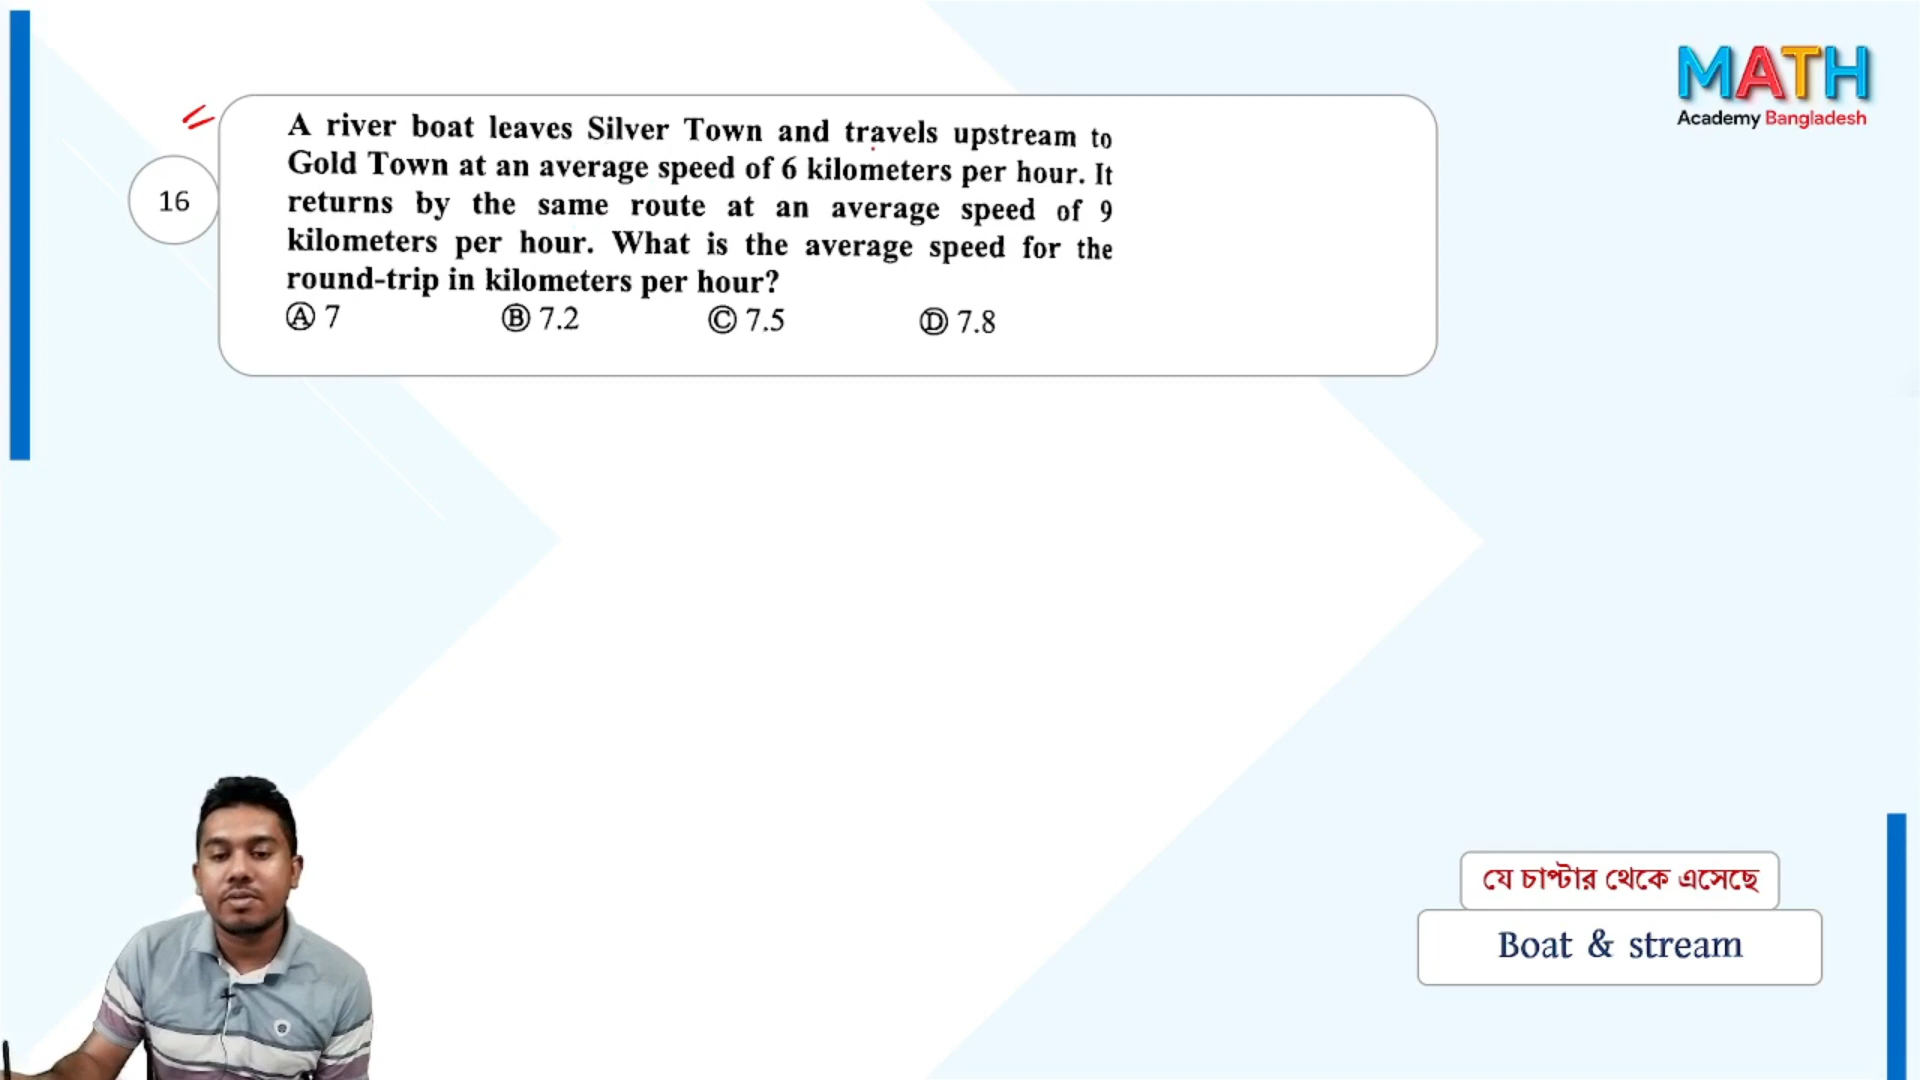 MATH
Academy Bangladesh
16
A river boat leaves Silver Town and travels upstream to
Gold Town at an average speed of 6 kilometers per hour. It
returns by the same route at an average speed of 9
kilometers per hour. What is the average speed for the
round-trip in kilometers per hour?
Ⓐ 7 Ⓑ 7.2 Ⓒ 7.5 Ⓓ 7.8
যে চাপ্টার থেকে এসেছে
Boat & stream